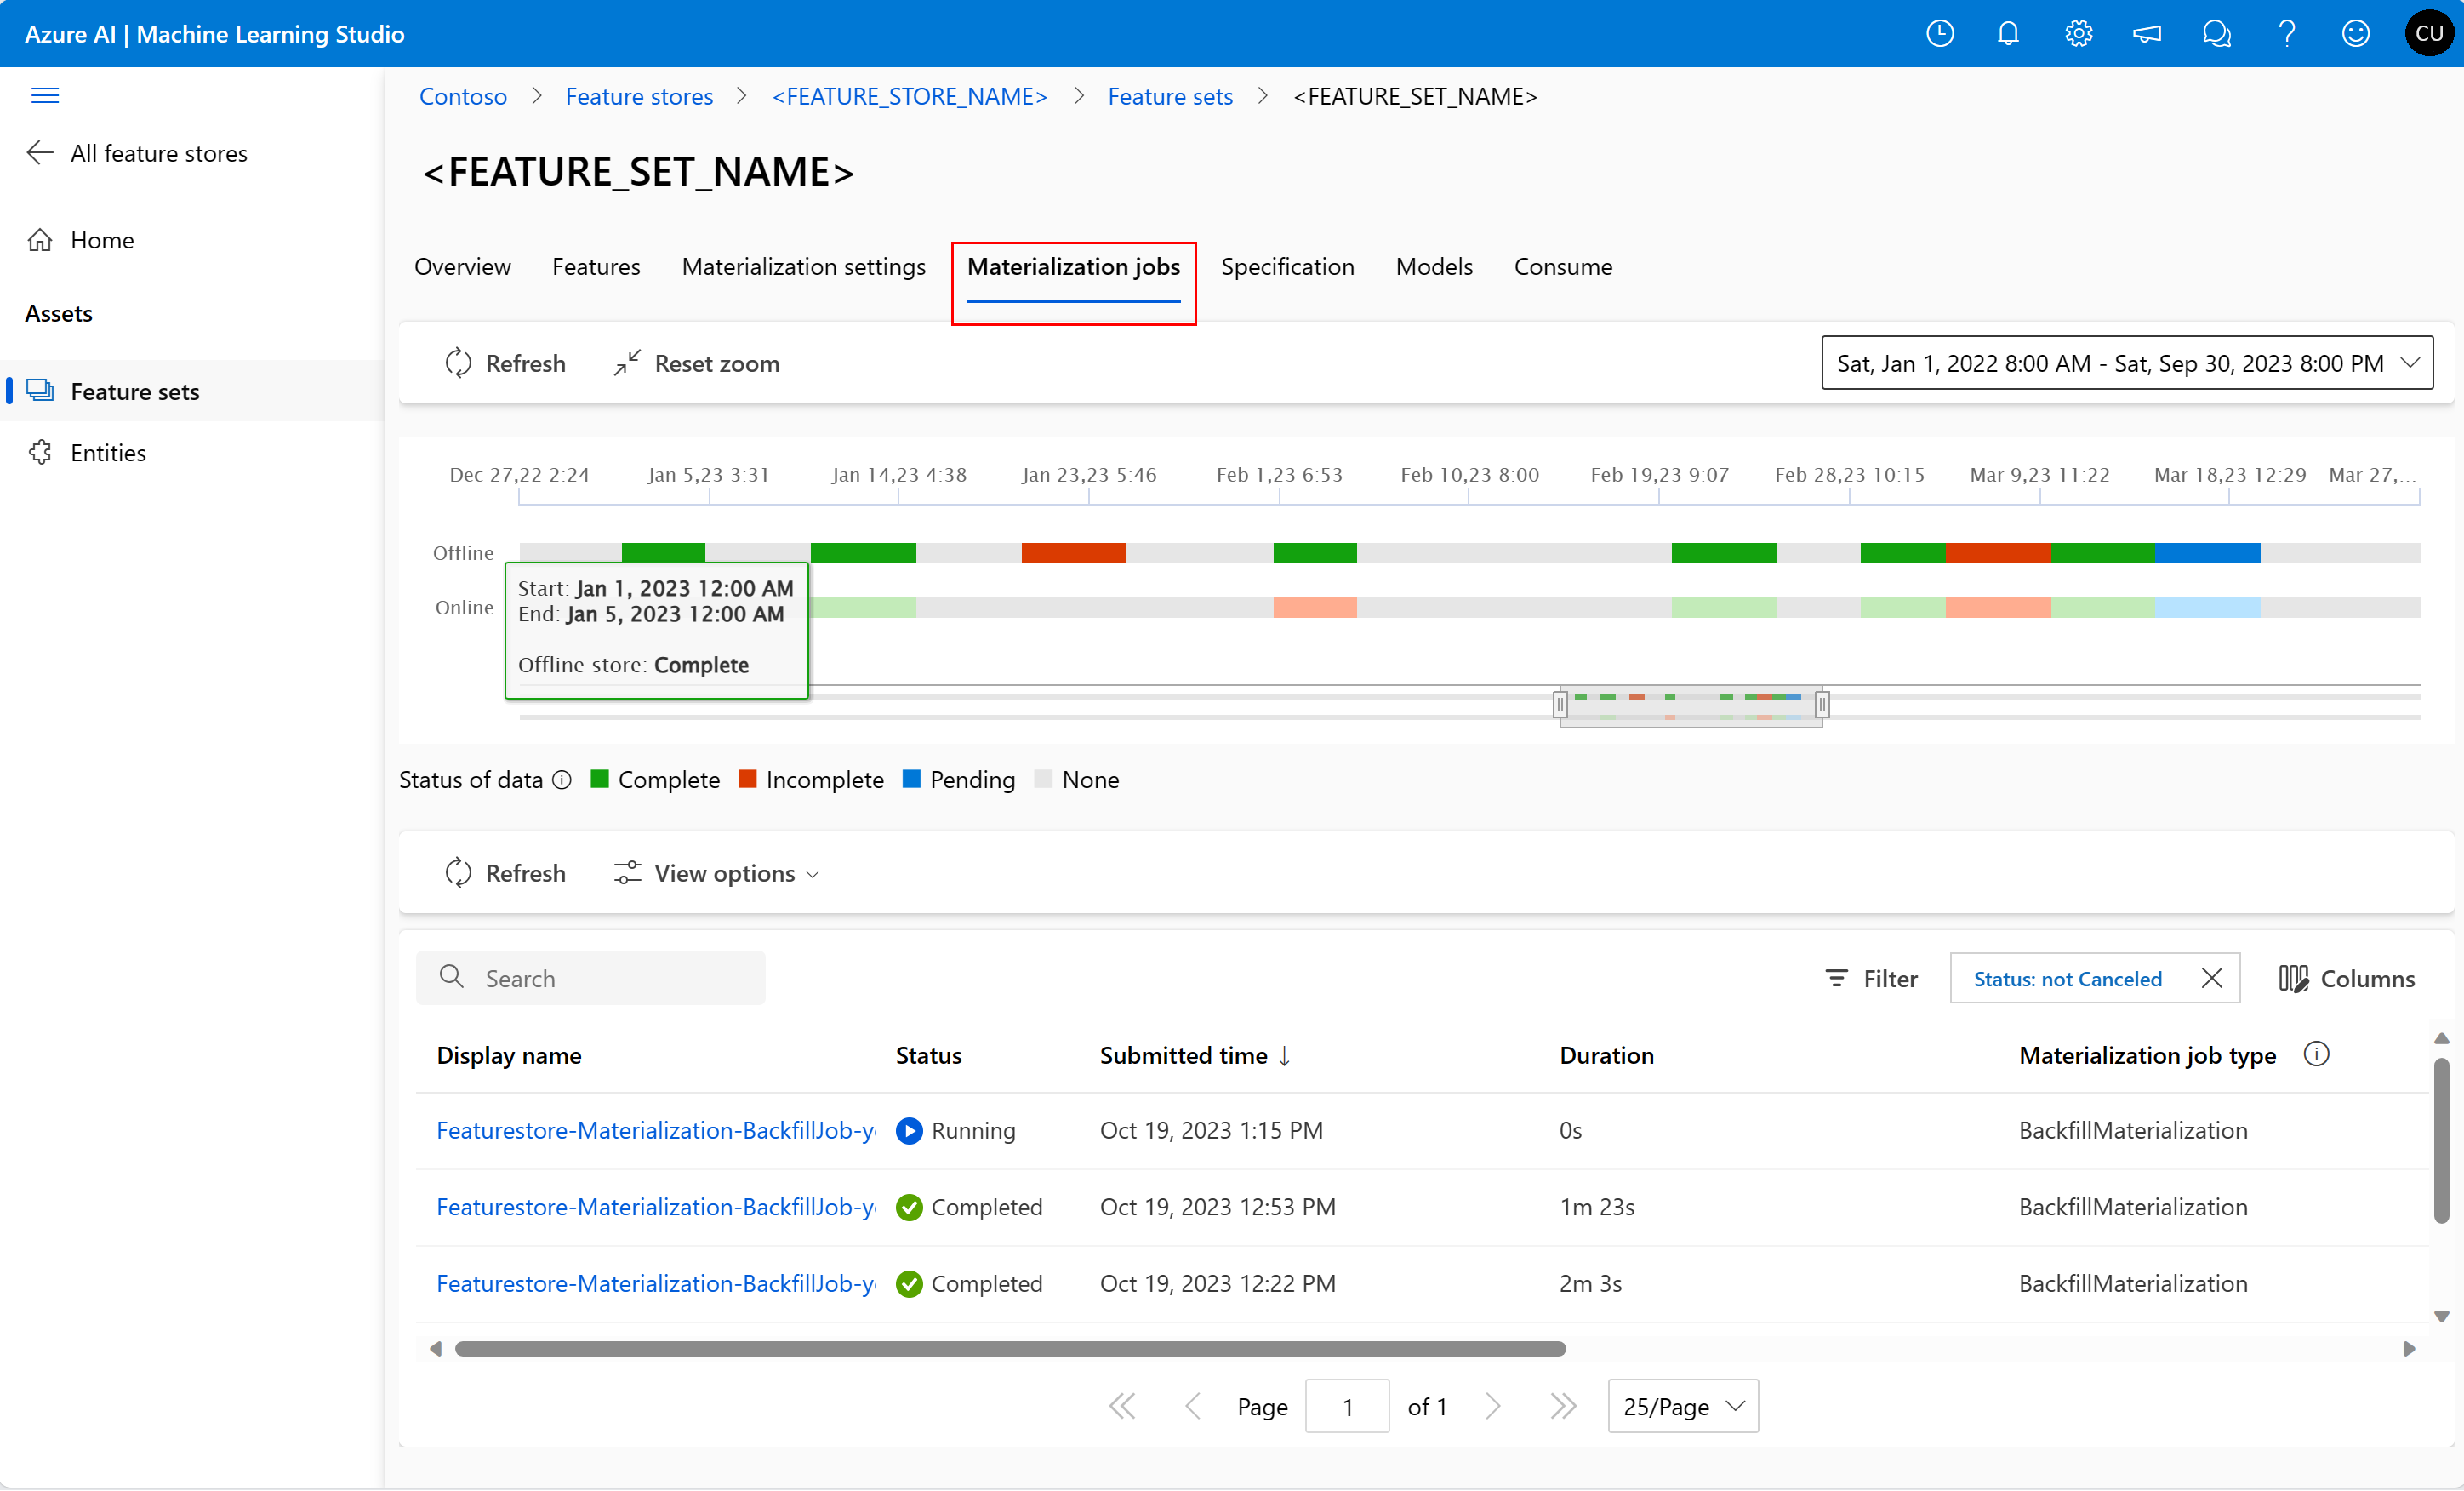 Azure AI | Machine Learning Studio
CU
Contoso > Feature stores > <FEATURE_STORE_NAME> > Feature sets > <FEATURE_SET_NAME>
All feature stores
<FEATURE_SET_NAME>
Home
Overview Features Materialization settings Materialization jobs Specification Models Consume
Assets
Refresh Reset zoom Sat, Jan 1, 2022 8:00 AM - Sat, Sep 30, 2023 8:00 PM
Feature sets
Entities
Dec 27,22 2:24 Jan 5,23 3:31 Jan 14,23 4:38 Jan 23,23 5:46 Feb 1,23 6:53 Feb 10,23 8:00 Feb 19,23 9:07 Feb 28,23 10:15 Mar 9,23 11:22 Mar 18,23 12:29 Mar 27,...
Offline
Start: Jan 1, 2023 12:00 AM
Online
End: Jan 5, 2023 12:00 AM
Offline store: Complete
Status of data Complete Incomplete Pending None
Refresh View options
Search Filter Status: not Canceled Columns
Display name Status Submitted time ↓ Duration Materialization job type
Featurestore-Materialization-BackfillJob-y Running Oct 19, 2023 1:15 PM 0s BackfillMaterialization
Featurestore-Materialization-BackfillJob-y Completed Oct 19, 2023 12:53 PM 1m 23s BackfillMaterialization
Featurestore-Materialization-BackfillJob-y Completed Oct 19, 2023 12:22 PM 2m 3s BackfillMaterialization
Page 1 of 1 25/Page